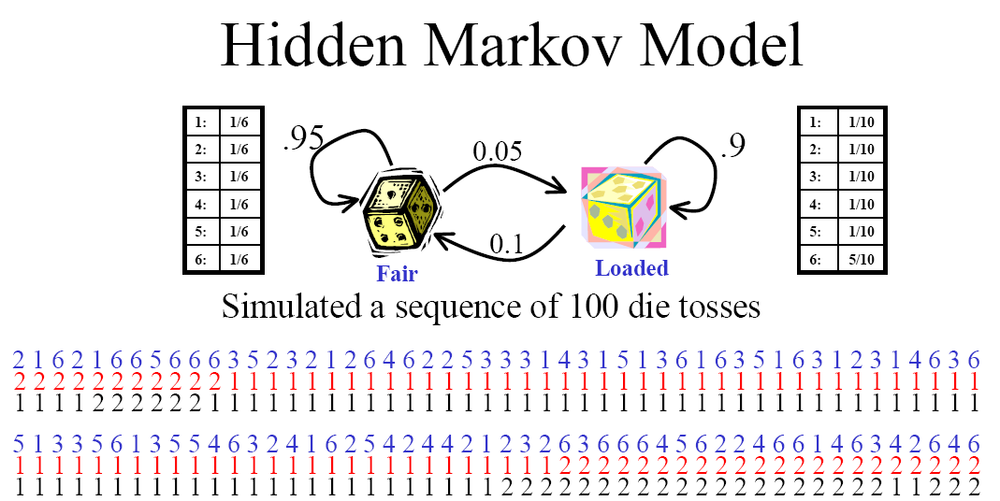 Hidden Markov Model
1: 1/6
2: 1/6
3: 1/6
4: 1/6
5: 1/6
6: 1/6
.95
0.05
.9
0.1
Fair
Loaded
1: 1/10
2: 1/10
3: 1/10
4: 1/10
5: 1/10
6: 5/10
Simulated a sequence of 100 die tosses
2 1 6 2 1 6 6 5 6 6 6 3 5 2 3 2 1 2 6 4 6 2 2 5 3 3 3 1 4 3 1 5 1 3 6 1 6 3 5 1 6 3 1 2 3 1 4 6 3 6
2 2 2 2 2 2 2 2 2 2 2 1 1 1 1 1 1 1 1 1 1 1 1 1 1 1 1 1 1 1 1 1 1 1 1 1 1 1 1 1 1 1 1 1 1 1 1 1 1 1
1 1 1 1 2 2 2 2 2 2 1 1 1 1 1 1 1 1 1 1 1 1 1 1 1 1 1 1 1 1 1 1 1 1 1 1 1 1 1 1 1 1 1 1 1 1 1 1 1 1
5 1 3 3 5 6 1 3 5 5 4 6 3 2 4 1 6 2 5 4 2 4 4 2 1 2 3 2 6 3 6 6 6 4 5 6 2 2 4 6 6 1 4 6 3 4 2 6 4 6
1 1 1 1 1 1 1 1 1 1 1 1 1 1 1 1 1 1 1 1 1 1 1 1 1 1 1 1 2 2 2 2 2 2 2 2 2 2 2 2 2 2 2 2 2 2 2 2 2 2
1 1 1 1 1 1 1 1 1 1 1 1 1 1 1 1 1 1 1 1 1 1 1 1 1 2 2 2 2 2 2 2 2 2 2 2 2 2 2 2 2 2 2 2 2 1 1 2 2 2